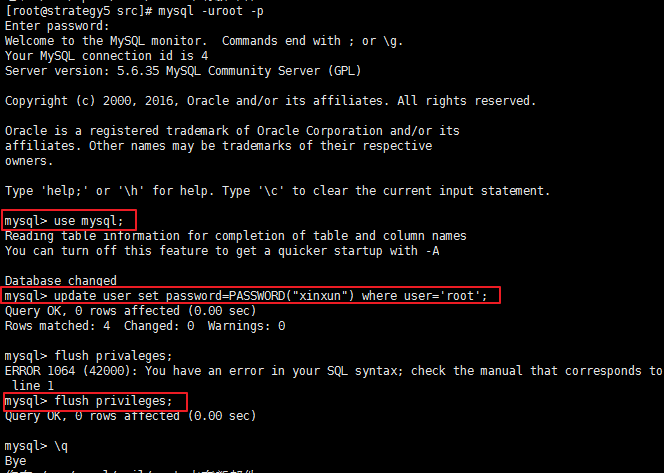 [root@strategy5 src]# mysql -uroot -p
Enter password:
Welcome to the MySQL monitor.  Commands end with ; or \g.
Your MySQL connection id is 4
Server version: 5.6.35 MySQL Community Server (GPL)
Copyright (c) 2000, 2016, Oracle and/or its affiliates. All rights reserved.
Oracle is a registered trademark of Oracle Corporation and/or its
affiliates. Other names may be trademarks of their respective
owners.
Type 'help;' or '\h' for help. Type '\c' to clear the current input statement.
mysql> use mysql;
Reading table information for completion of table and column names
You can turn off this feature to get a quicker startup with -A
Database changed
mysql> update user set password=PASSWORD("xinxun") where user='root';
Query OK, 0 rows affected (0.00 sec)
Rows matched: 4  Changed: 0  Warnings: 0
mysql> flush privaleges;
ERROR 1064 (42000): You have an error in your SQL syntax; check the manual that corresponds to
line 1
mysql> flush privileges;
Query OK, 0 rows affected (0.00 sec)
mysql> \q
Bye